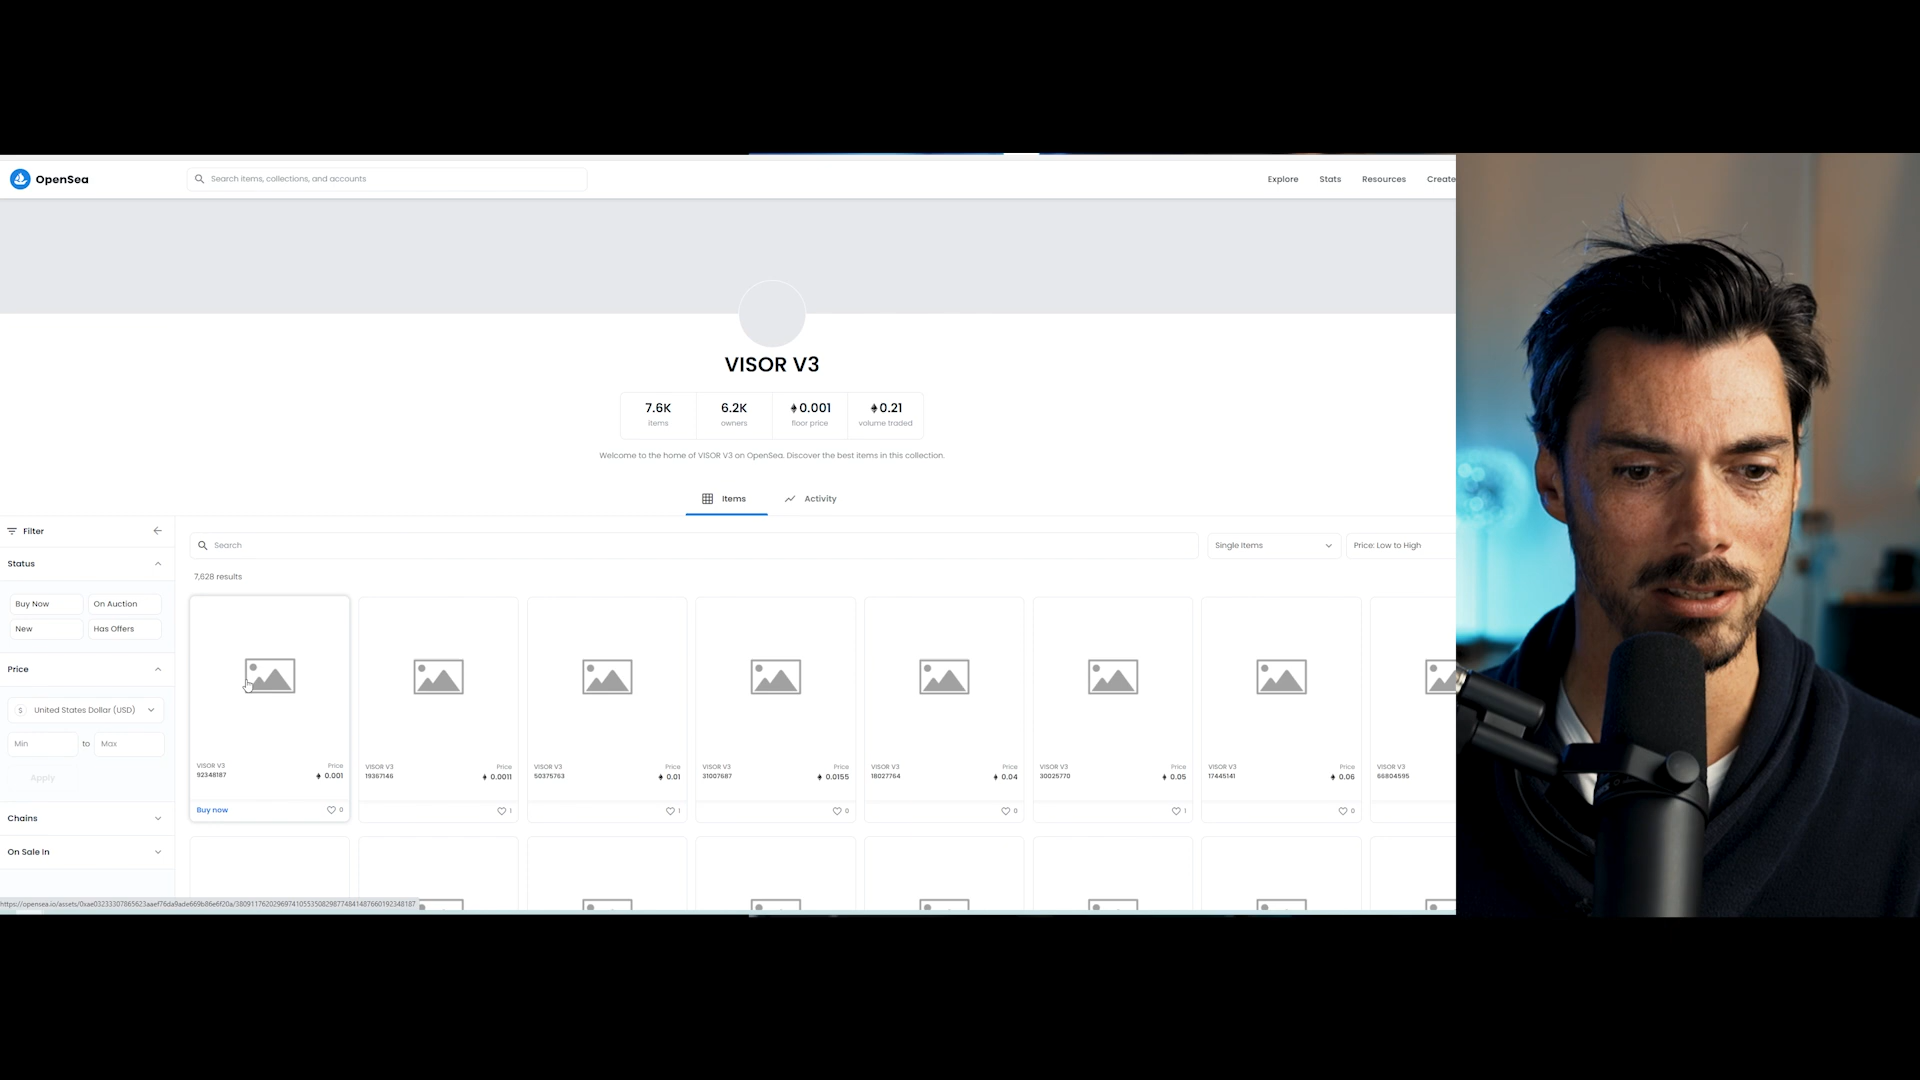 OpenSea
Search items, collections, and accounts
Explore
Stats
Resources
Create
VISOR V3
7.6K
items
6.2K
owners
0.001
floor price
0.21
volume traded
Welcome to the home of VISOR V3 on OpenSea. Discover the best items in this collection.
Items
Activity
Filter
Search
Single Items
Price: Low to High
Status
7,628 results
Buy Now
On Auction
New
Has Offers
Price
United States Dollar (USD)
Min
to
Max
Apply
Chains
On Sale In
VISOR V3
Price
92348187
0.001
Buy now
0
VISOR V3
Price
19367146
0.0011
1
VISOR V3
Price
50375763
0.01
1
VISOR V3
Price
31007687
0.0155
0
VISOR V3
Price
18027764
0.04
0
VISOR V3
Price
30025770
0.05
1
VISOR V3
Price
17445141
0.06
0
VISOR V3
66804595